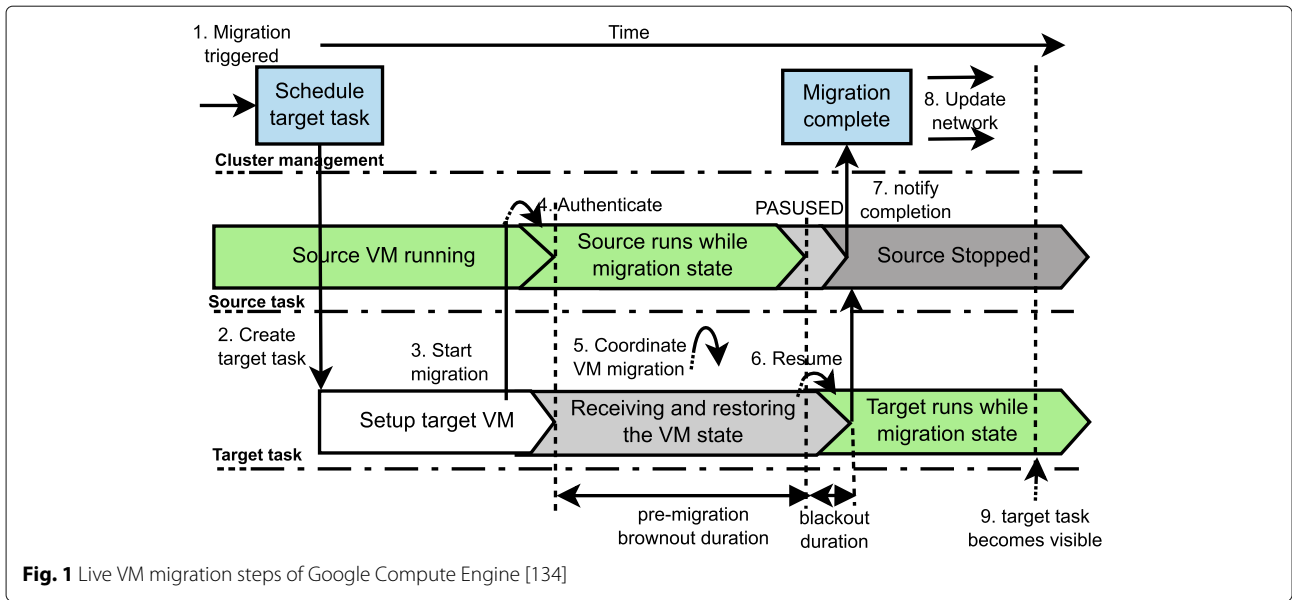 1. Migration
triggered
Time
Schedule
target task
Migration
complete
8. Update
network
Cluster management
4. Authenticate
PASUSED
7. notify
completion
Source VM running
Source runs while
migration state
Source Stopped
Source task
2. Create
target task
3. Start
migration
5. Coordinate
VM migration
6. Resume
Setup target VM
Receiving and restoring
the VM state
Target runs while
migration state
Target task
pre-migration
brownout duration
blackout
duration
9. target task
becomes visible
Fig. 1 Live VM migration steps of Google Compute Engine [134]